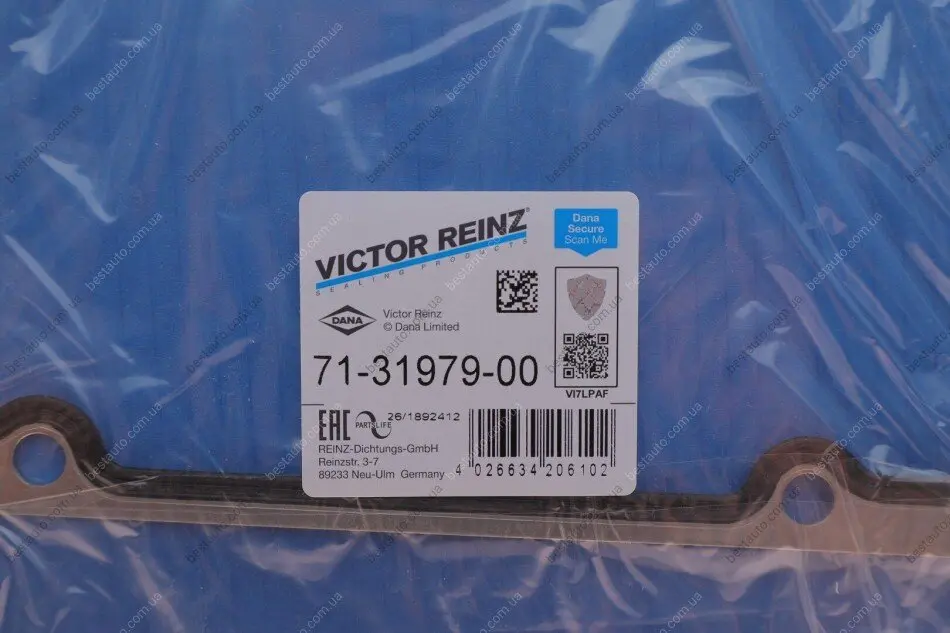 VICTOR REINZ®
SEALING PRODUCTS
Dana
Secure
Scan Me
DANA
Victor Reinz
© Dana Limited
71-31979-00
VI7LPAF
EAC PARTSLIFE 26/1892412
REINZ-Dichtungs-GmbH
Reinzstr. 3-7
89233 Neu-Ulm Germany
4 026634 206102
bestauto.com.ua